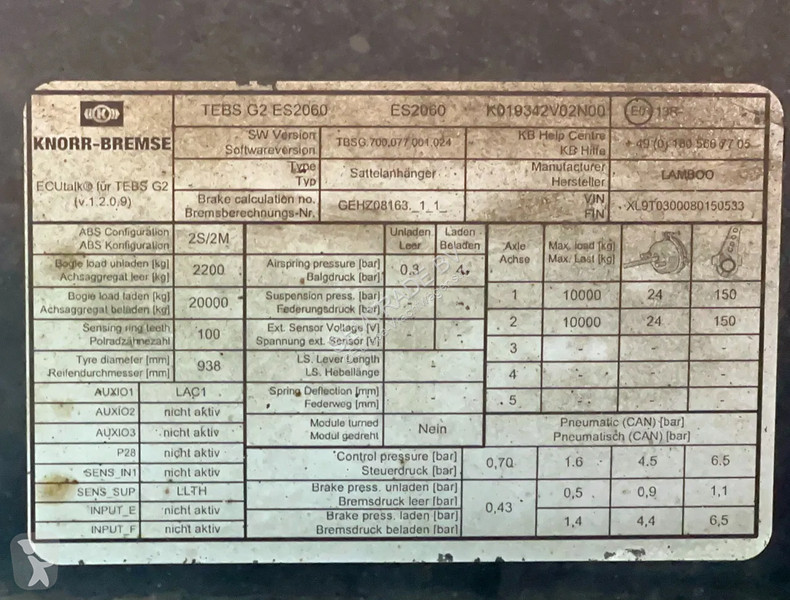 KNORR-BREMSE
ECUtalk® für TEBS G2
(v.1.2.0.9)
TEBS G2 ES2060 ES2060 K019342V02N00
SW Version
Softwareversion
TBSG.700.077.001.024
KB Help Centre
KB Hilfe
+49 (0) 180 566 77 05
Type
Typ
Sattelanhänger
Manufacturer
Hersteller
LAMBOO
Brake calculation no.
Bremsberechnungs-Nr.
GEHZ08163._1_1_
VIN
FIN
XL9T0300080150533
ABS Configuration
ABS Konfiguration
2S/2M
Bogie load unladen [kg]
Achsaggregat leer [kg]
2200
Bogie load laden [kg]
Achsaggregat beladen [kg]
20000
Sensing ring teeth
Polradzähnezahl
100
Tyre diameter [mm]
Reifendurchmesser [mm]
938
AUXIO1 LAC1
AUXIO2 nicht aktiv
AUXIO3 nicht aktiv
P28 nicht aktiv
SENS_IN1 nicht aktiv
SENS_SUP LLTH
INPUT_E nicht aktiv
INPUT_F nicht aktiv
Unladen
Leer
Laden
Beladen
Airspring pressure [bar]
Balgdruck [bar]
0,3 4
Suspension press. [bar]
Federungsdruck [bar]
- -
Ext. Sensor Voltage [V]
Spannung ext. Sensor [V]
- -
LS. Lever Length
LS. Hebellänge
-
Spring Deflection [mm]
Federweg [mm]
- -
Module turned
Modul gedreht
Nein
Axle
Achse
Max. load [kg]
Max. Last [kg]
1 10000 24 150
2 10000 24 150
3 - - -
4 - - -
5 - - -
Pneumatic (CAN) [bar]
Pneumatisch (CAN) [bar]
Control pressure [bar]
Steuerdruck [bar]
0,70 1.6 4.5 6.5
Brake press. unladen [bar]
Bremsdruck leer [bar]
0,43
0,5 0,9 1,1
Brake press. laden [bar]
Bremsdruck beladen [bar]
1,4 4,4 6,5